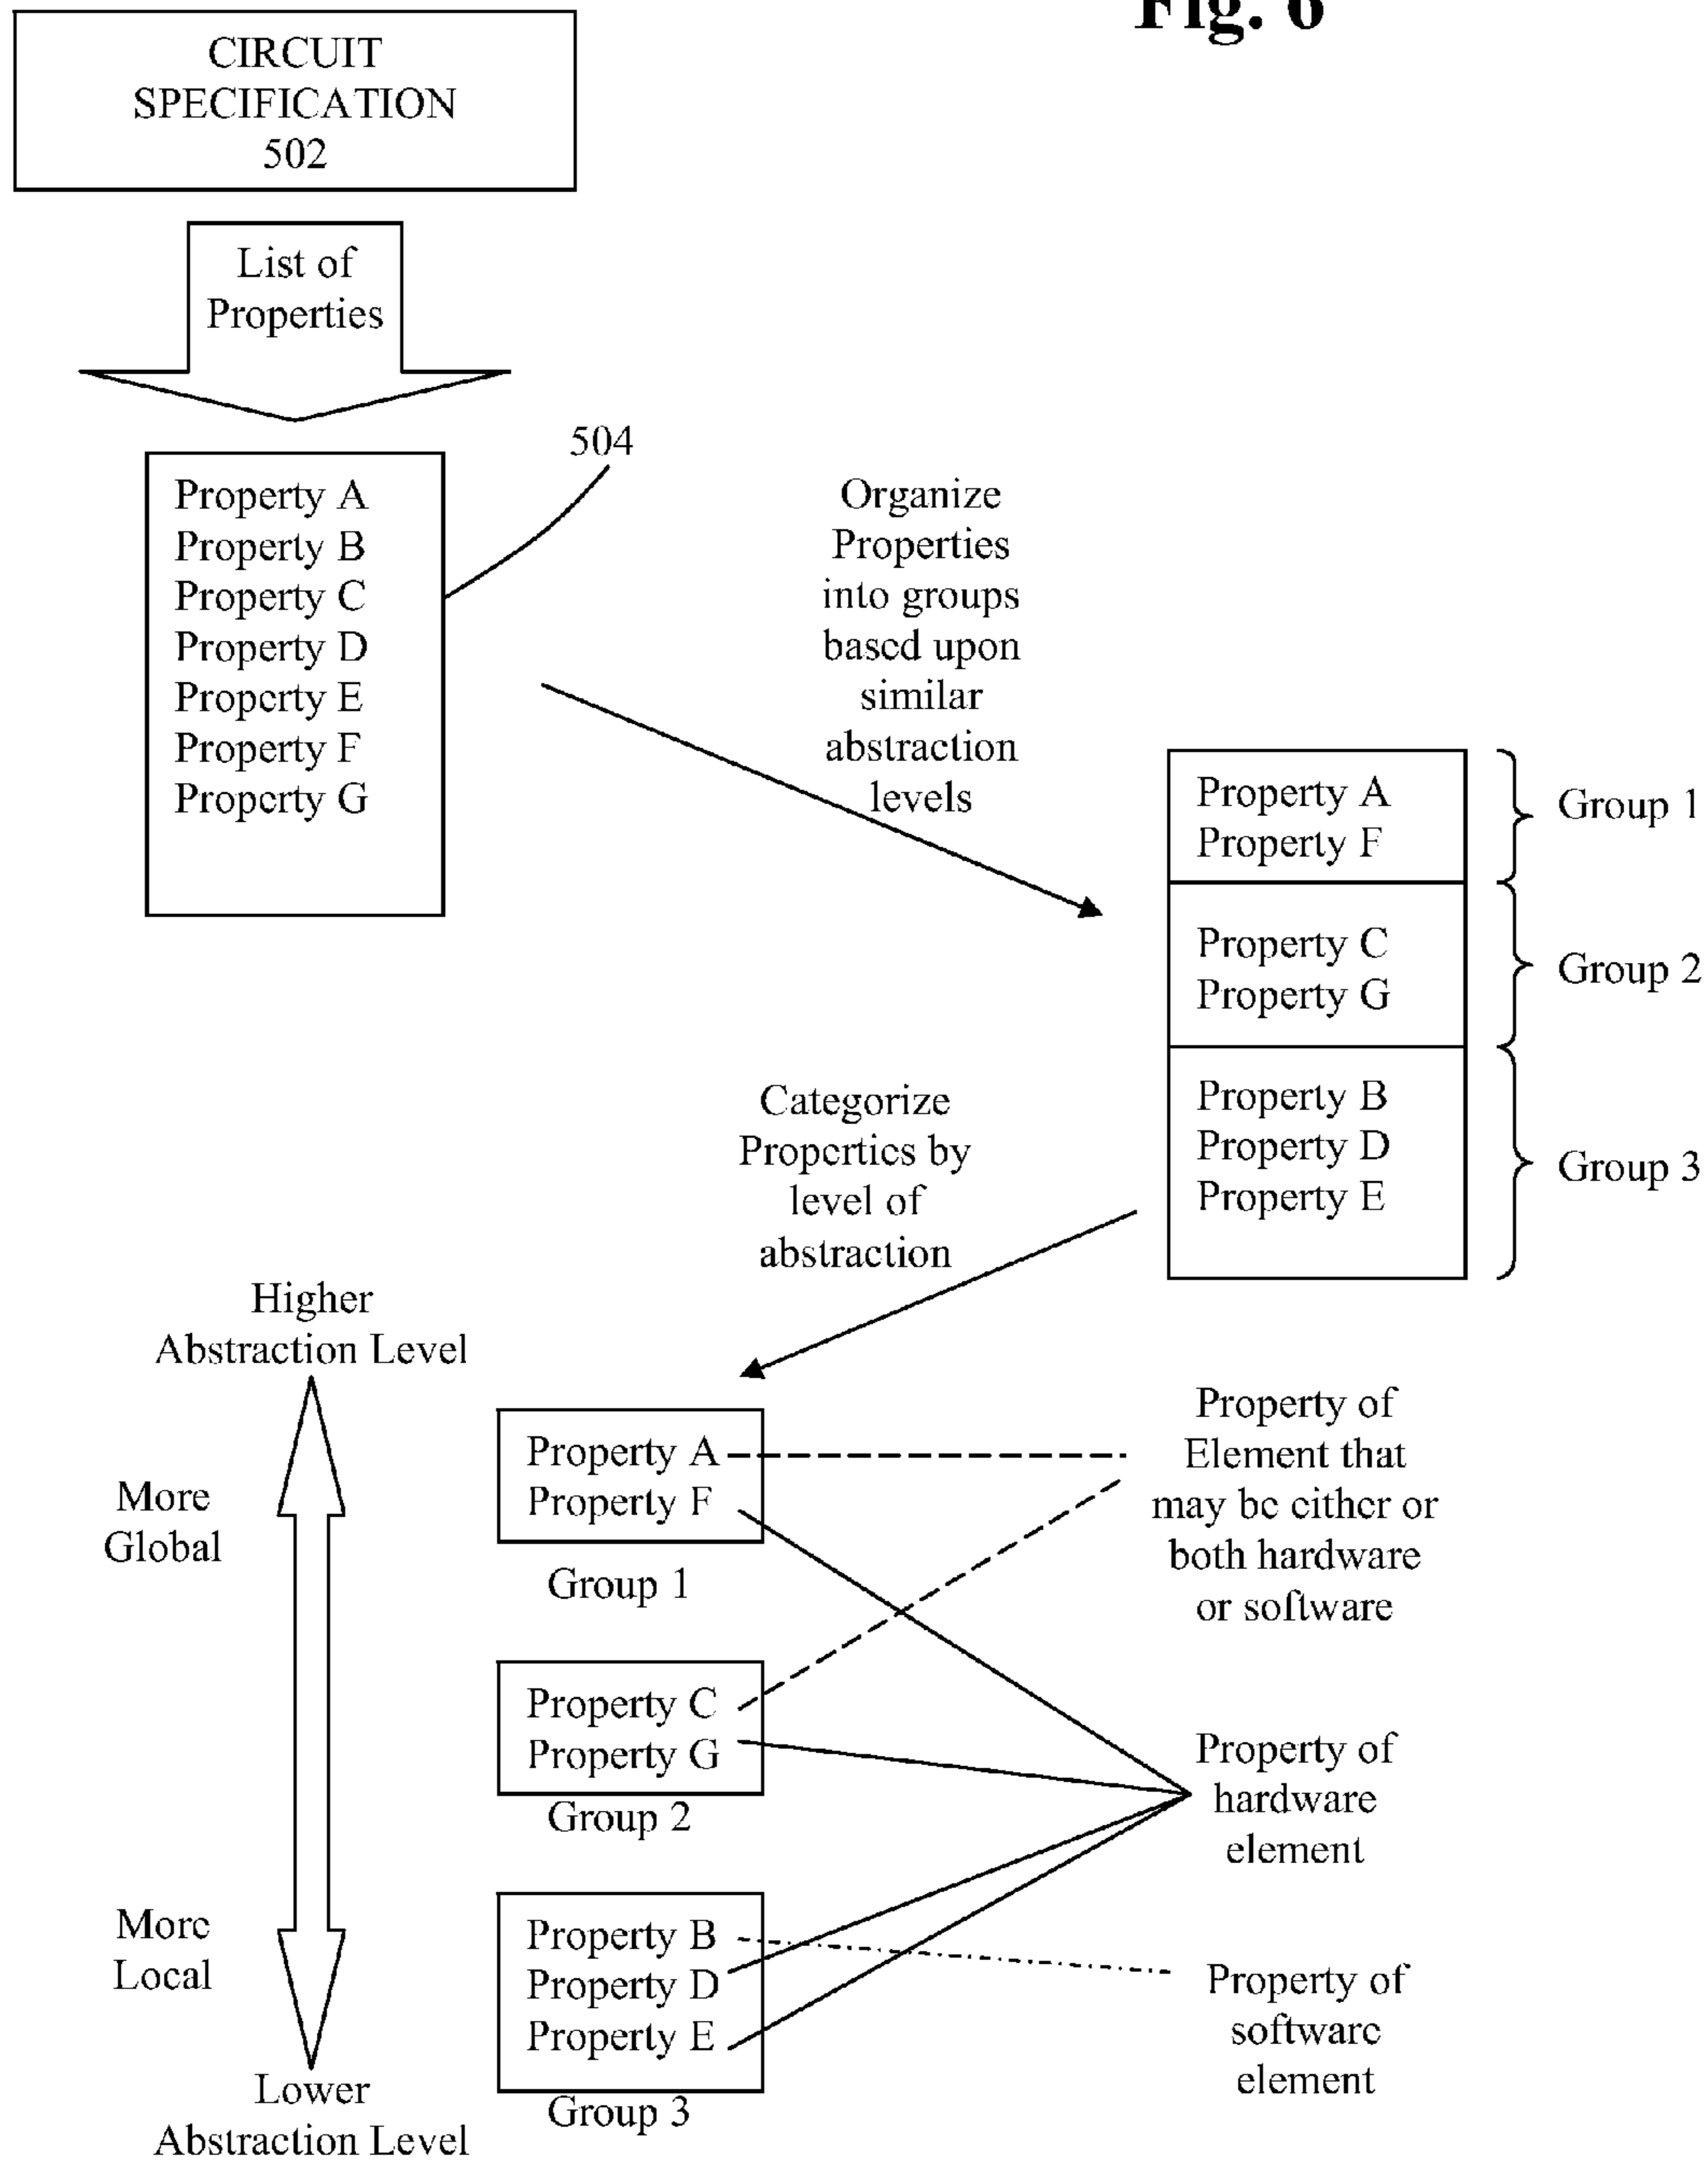 Fig. 6
CIRCUIT
SPECIFICATION
502
List of
Properties
504
Property A
Property B
Property C
Property D
Property E
Property F
Property G
Organize
Properties
into groups
based upon
similar
abstraction
levels
Property A
Property F
Group 1
Property C
Property G
Group 2
Property B
Property D
Property E
Group 3
Categorize
Properties by
level of
abstraction
Higher
Abstraction Level
More
Global
More
Local
Lower
Abstraction Level
Property A
Property F
Group 1
Property C
Property G
Group 2
Property B
Property D
Property E
Group 3
Property of
Element that
may be either or
both hardware
or software
Property of
hardware
element
Property of
software
element